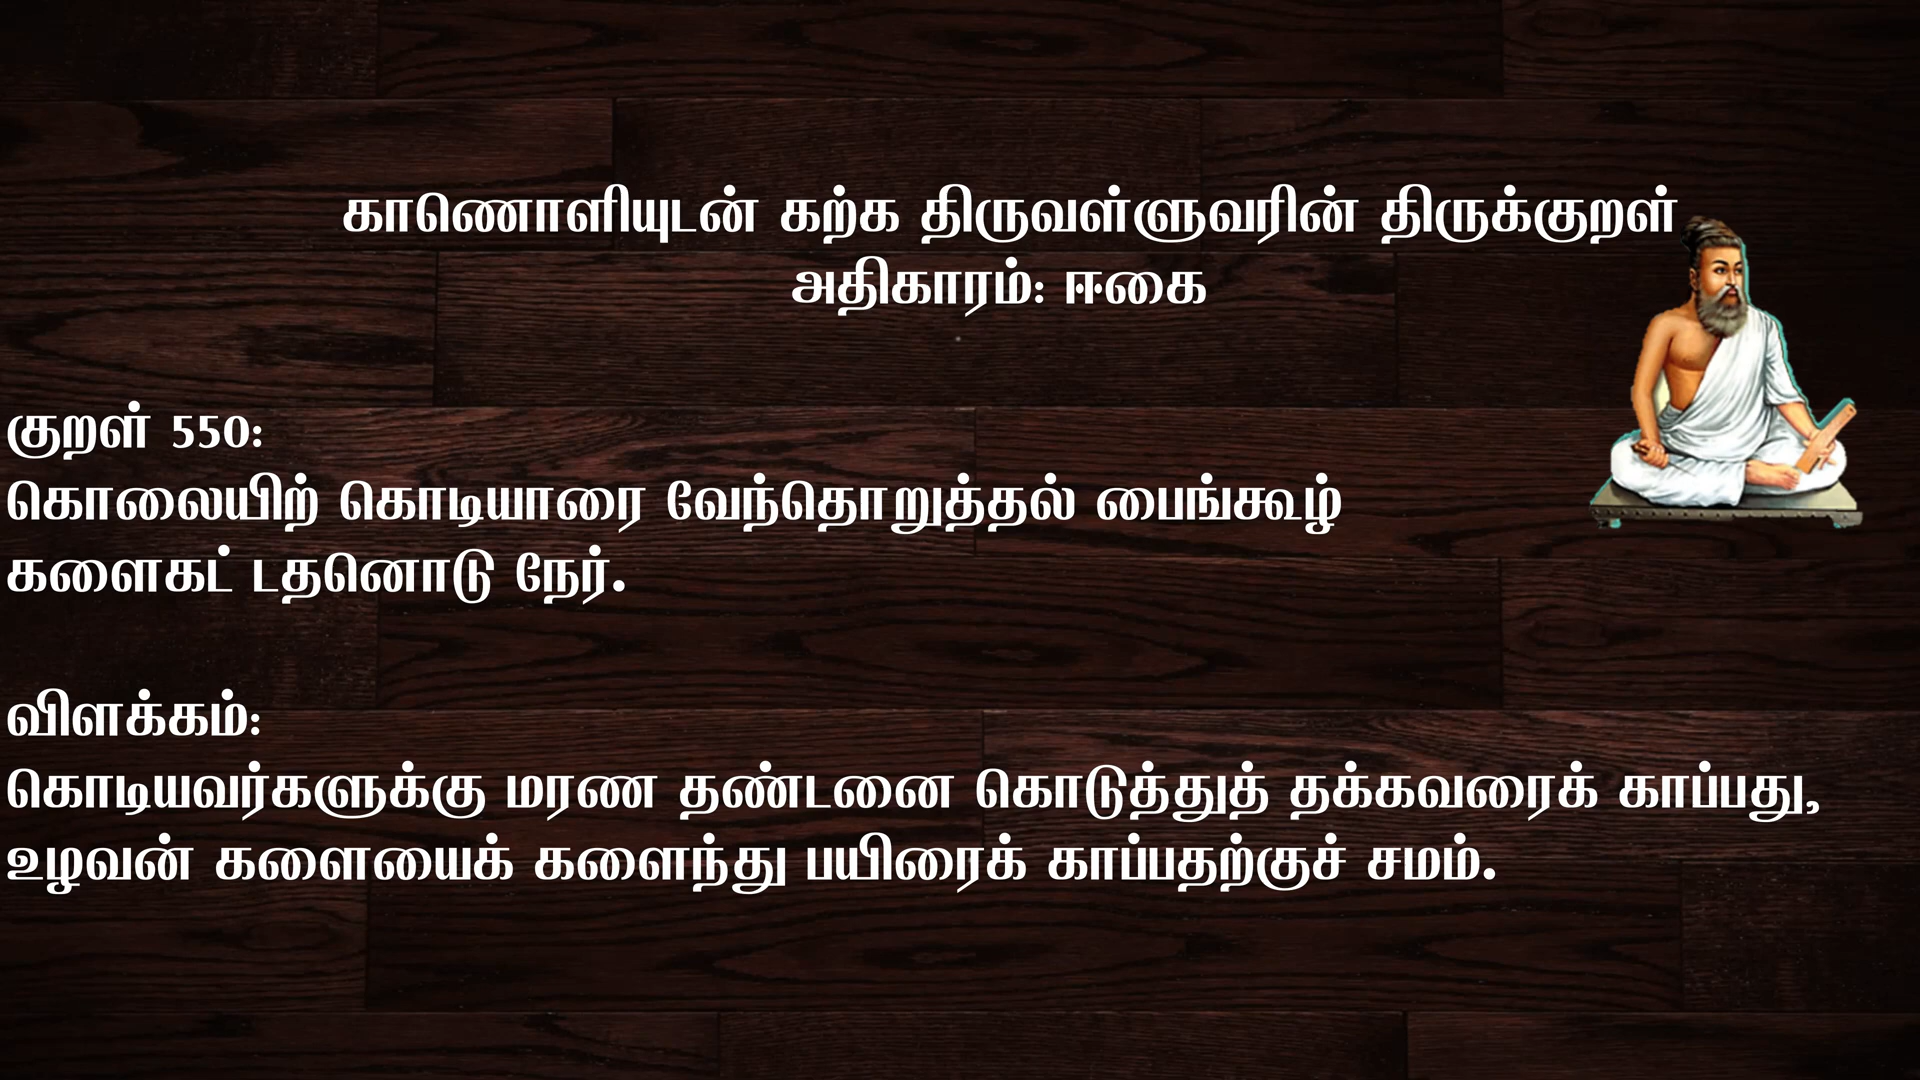 காணொளியுடன் கற்க திருவள்ளுவரின் திருக்குறள்
அதிகாரம்: ஈகை
குறள் 550:
கொலையிற் கொடியாரை வேந்தொறுத்தல் பைங்கூழ்
களைகட் டதனொடு நேர்.
விளக்கம்:
கொடியவர்களுக்கு மரண தண்டனை கொடுத்துத் தக்கவரைக் காப்பது,
உழவன் களையைக் களைந்து பயிரைக் காப்பதற்குச் சமம்.